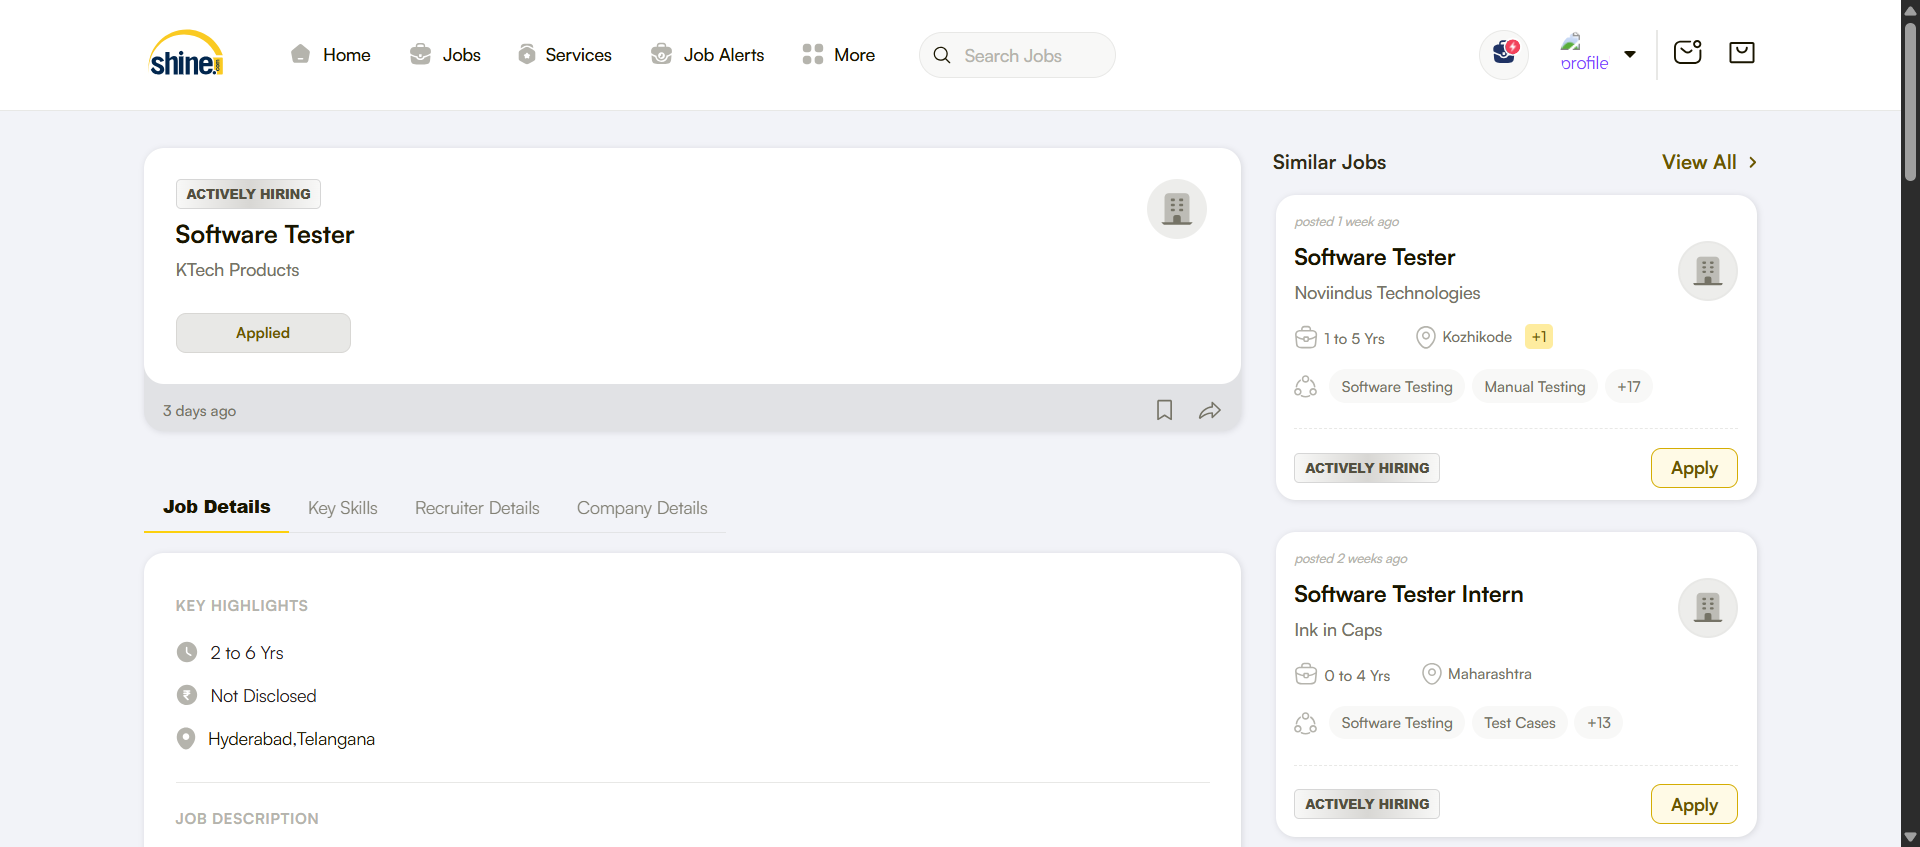 shine.com
Home
Jobs
Services
Job Alerts
More
Search Jobs
profile
ACTIVELY HIRING
Software Tester
KTech Products
Applied
3 days ago
Job Details
Key Skills
Recruiter Details
Company Details
KEY HIGHLIGHTS
2 to 6 Yrs
Not Disclosed
Hyderabad,Telangana
JOB DESCRIPTION
Similar Jobs
View All
posted 1 week ago
Software Tester
Noviindus Technologies
1 to 5 Yrs
Kozhikode
+1
Software Testing
Manual Testing
+17
ACTIVELY HIRING
Apply
posted 2 weeks ago
Software Tester Intern
Ink in Caps
0 to 4 Yrs
Maharashtra
Software Testing
Test Cases
+13
ACTIVELY HIRING
Apply